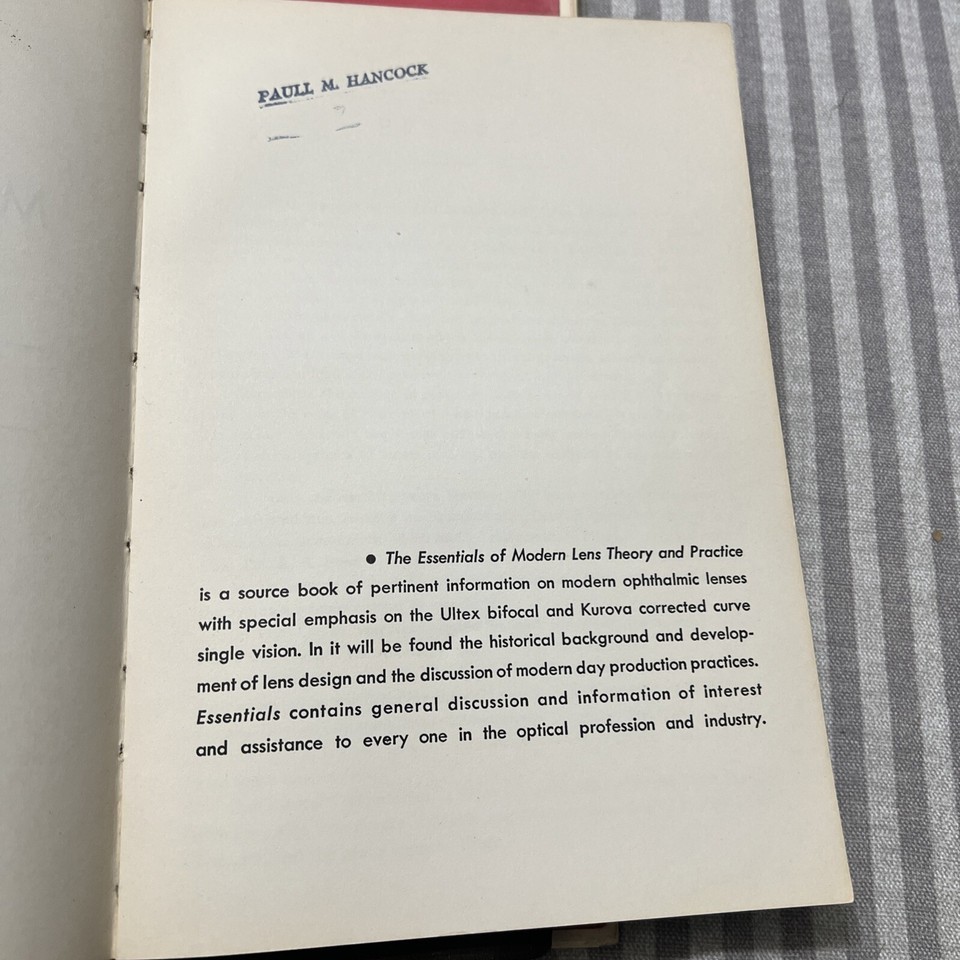 PAULL M. HANCOCK
● The Essentials of Modern Lens Theory and Practice
is a source book of pertinent information on modern ophthalmic lenses
with special emphasis on the Ultex bifocal and Kurova corrected curve
single vision. In it will be found the historical background and develop-
ment of lens design and the discussion of modern day production practices.
Essentials contains general discussion and information of interest
and assistance to every one in the optical profession and industry.